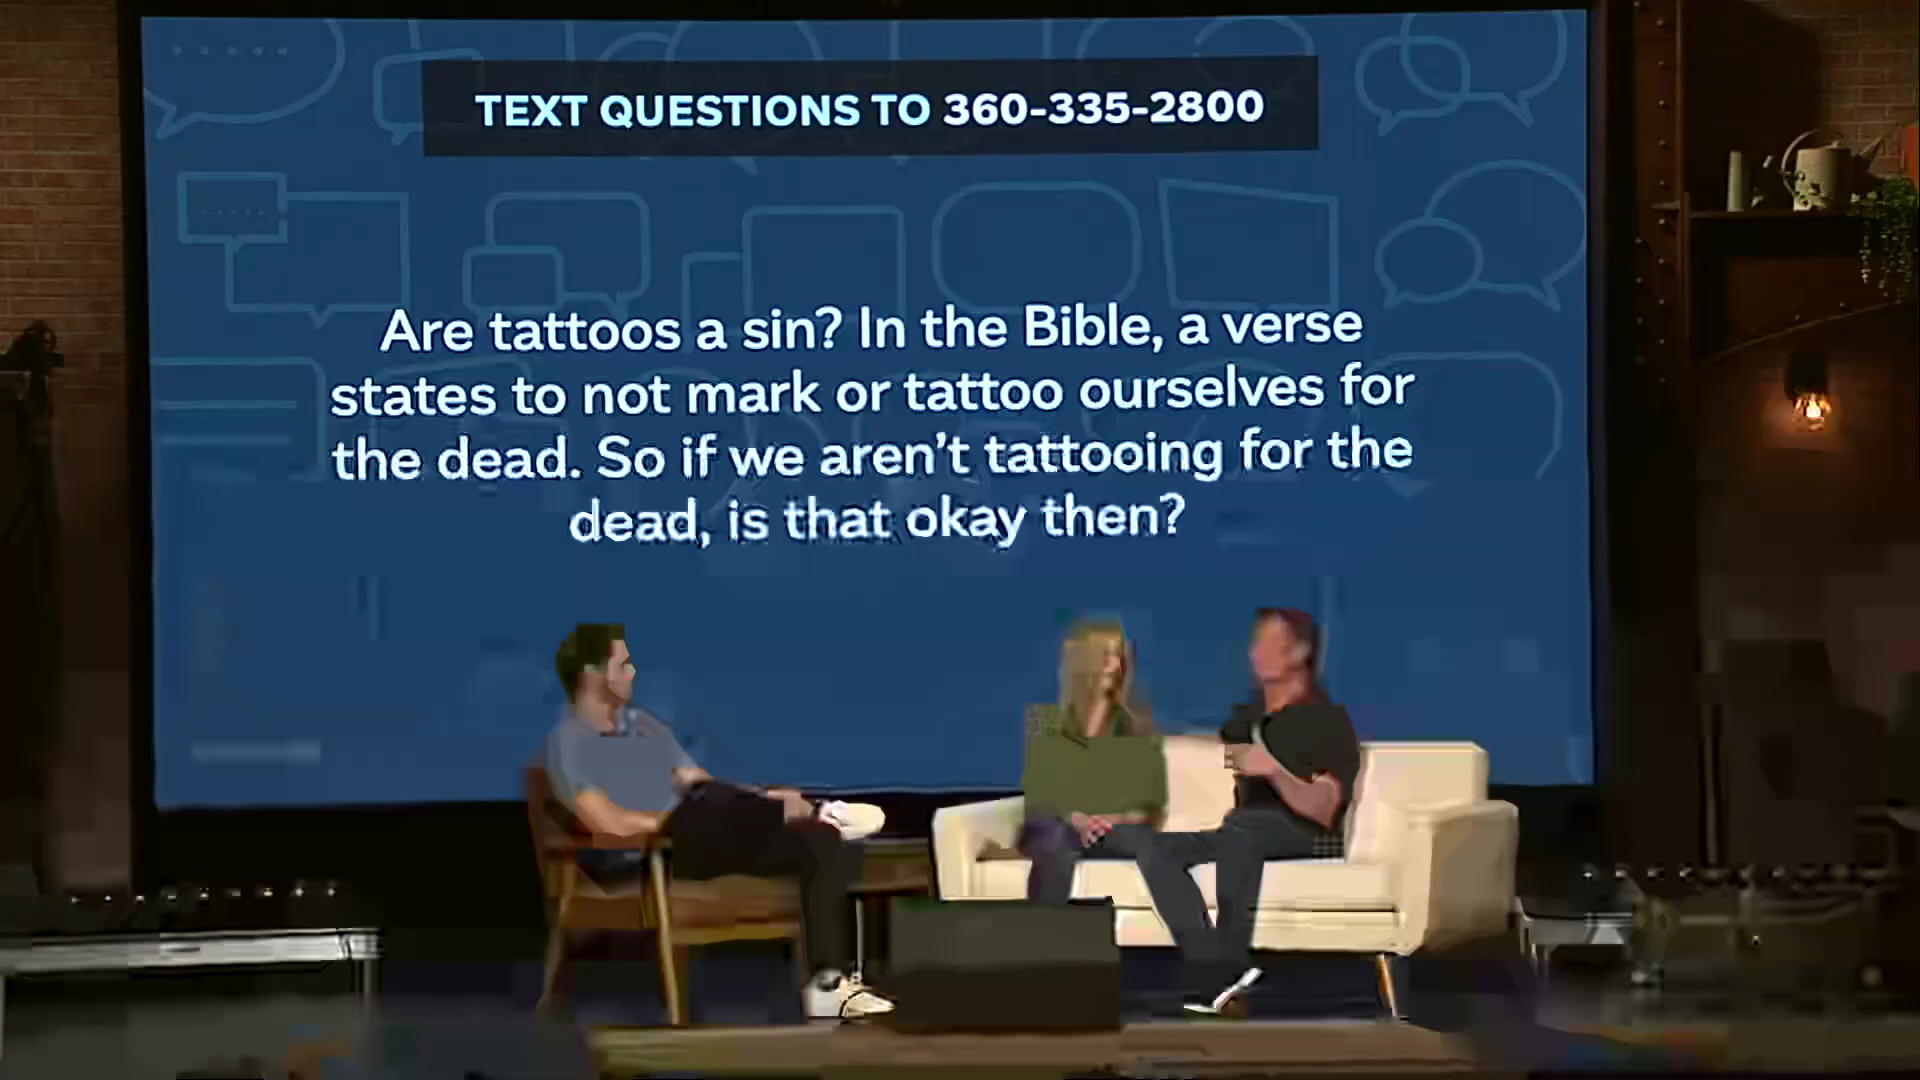 TEXT QUESTIONS TO 360-335-2800
Are tattoos a sin? In the Bible, a verse
states to not mark or tattoo ourselves for
the dead. So if we aren't tattooing for the
dead, is that okay then?